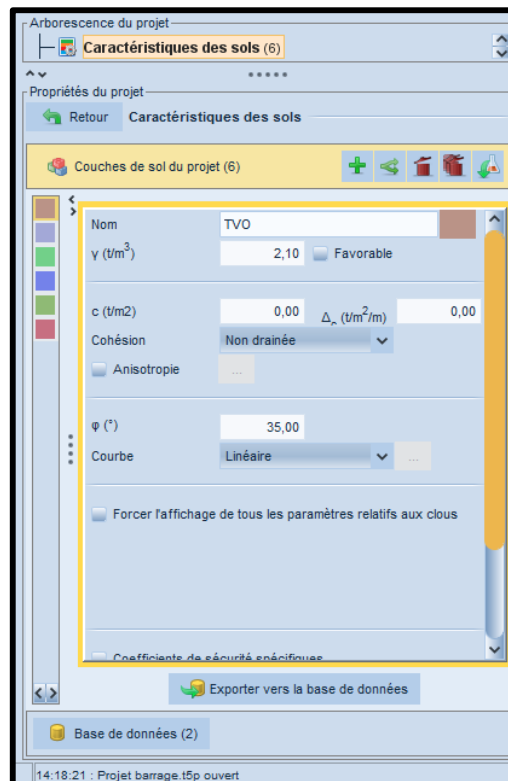 Arborescence du projet
Caractéristiques des sols (6)
Propriétés du projet
Retour Caractéristiques des sols
Couches de sol du projet (6)
Nom TVO
γ (t/m³) 2,10 Favorable
c (t/m2) 0,00 Δc (t/m²/m) 0,00
Cohésion Non drainée
Anisotropie ...
φ (°) 35,00
Courbe Linéaire ...
Forcer l'affichage de tous les paramètres relatifs aux clous
Coefficients de sécurité spécifiques
Exporter vers la base de données
Base de données (2)
14:18:21 : Projet barrage.t5p ouvert